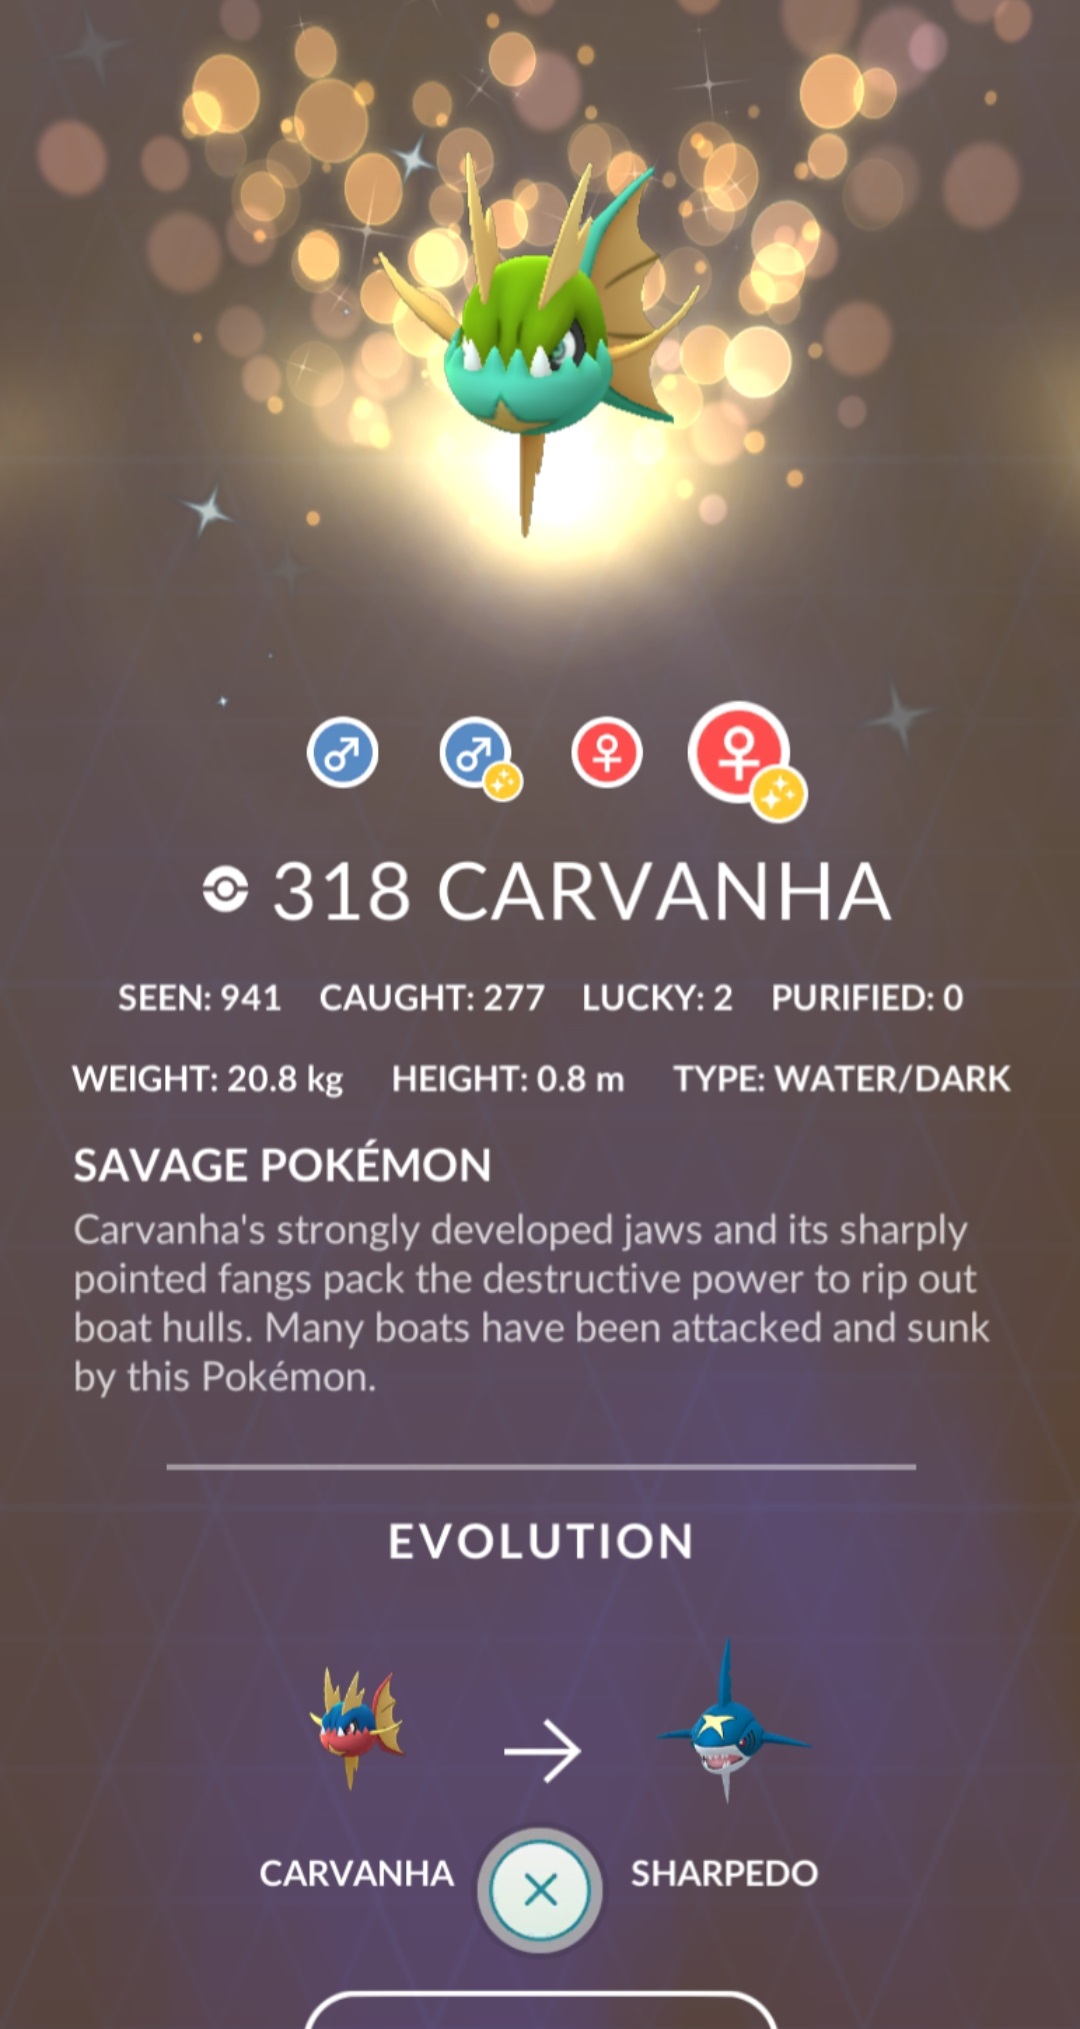 318 CARVANHA
SEEN: 941 CAUGHT: 277 LUCKY: 2 PURIFIED: 0
WEIGHT: 20.8 kg HEIGHT: 0.8 m TYPE: WATER/DARK
SAVAGE POKÉMON
Carvanha's strongly developed jaws and its sharply
pointed fangs pack the destructive power to rip out
boat hulls. Many boats have been attacked and sunk
by this Pokémon.
EVOLUTION
CARVANHA SHARPEDO